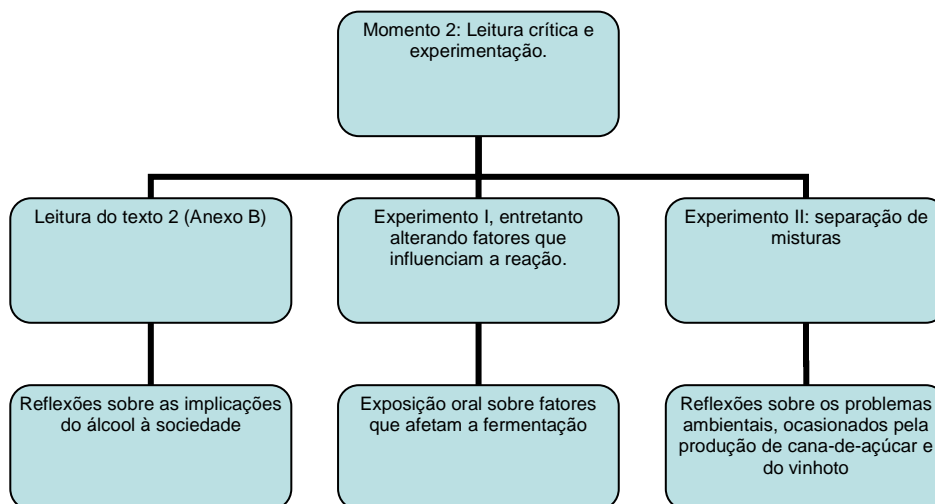 Momento 2: Leitura crítica e
experimentação.
Leitura do texto 2 (Anexo B)
Experimento I, entretanto
alterando fatores que
influenciam a reação.
Experimento II: separação de
misturas
Reflexões sobre as implicações
do álcool à sociedade
Exposição oral sobre fatores
que afetam a fermentação
Reflexões sobre os problemas
ambientais, ocasionados pela
produção de cana-de-açúcar e
do vinhoto